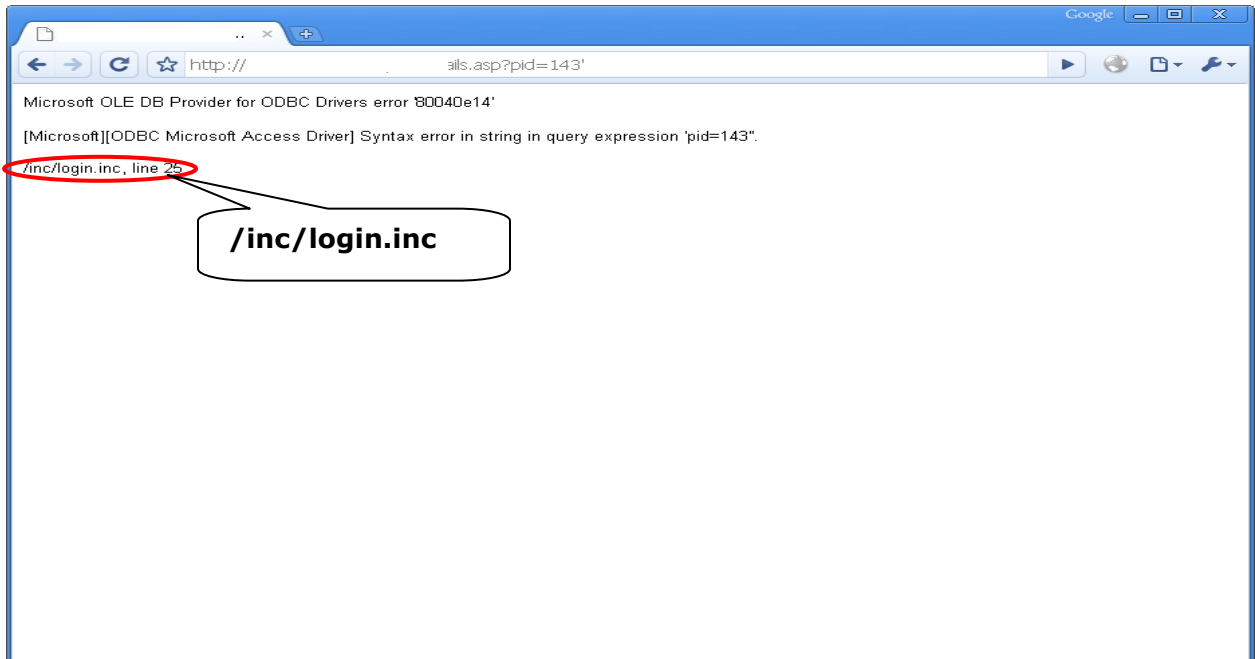 Google
..
http:// ails.asp?pid=143'
Microsoft OLE DB Provider for ODBC Drivers error '80040e14'
[Microsoft][ODBC Microsoft Access Driver] Syntax error in string in query expression 'pid=143''.
/inc/login.inc, line 25
/inc/login.inc